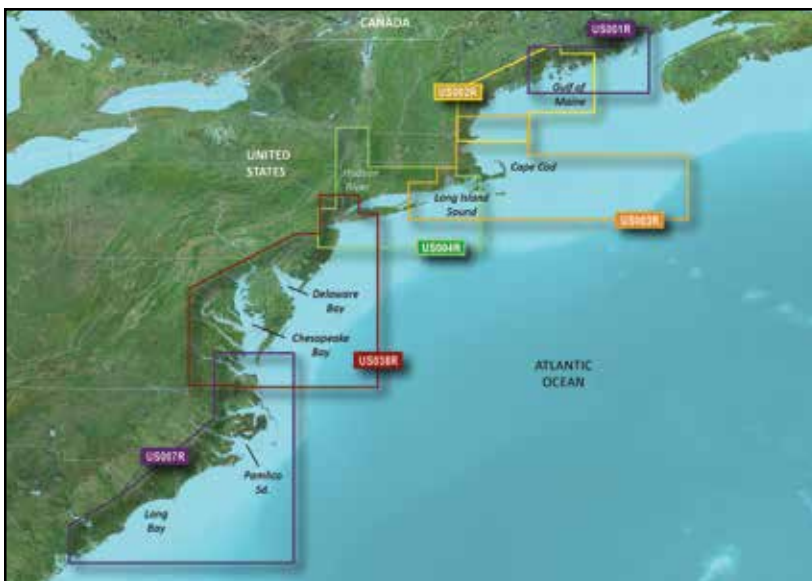 CANADA
US001R
US002R
Gulf of
Maine
UNITED
STATES
Hudson
River
Cape Cod
Long Island
Sound
US003R
US004R
Delaware
Bay
Chesapeake
Bay
US038R
ATLANTIC
OCEAN
US007R
Pamlico
Sd.
Long
Bay